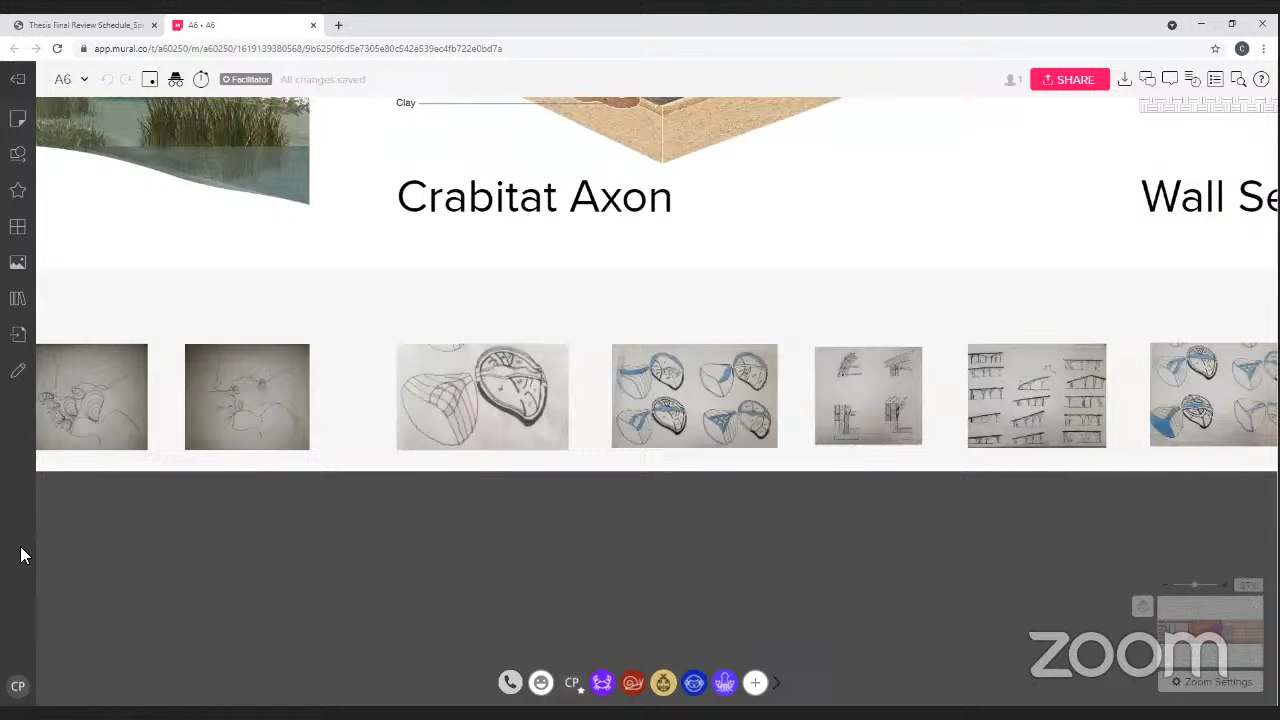 Thesis Final Review Schedule_Sp
A6 • A6
app.mural.co/t/a60250/m/a60250/1619139380568/9b6250f6d5e7305e80c542e539ec4fb722e0bd7a
C
A6
Facilitator
All changes saved
1
SHARE
Clay
Crabitat Axon
Wall Se
zoom
Zoom Settings
CP
CP